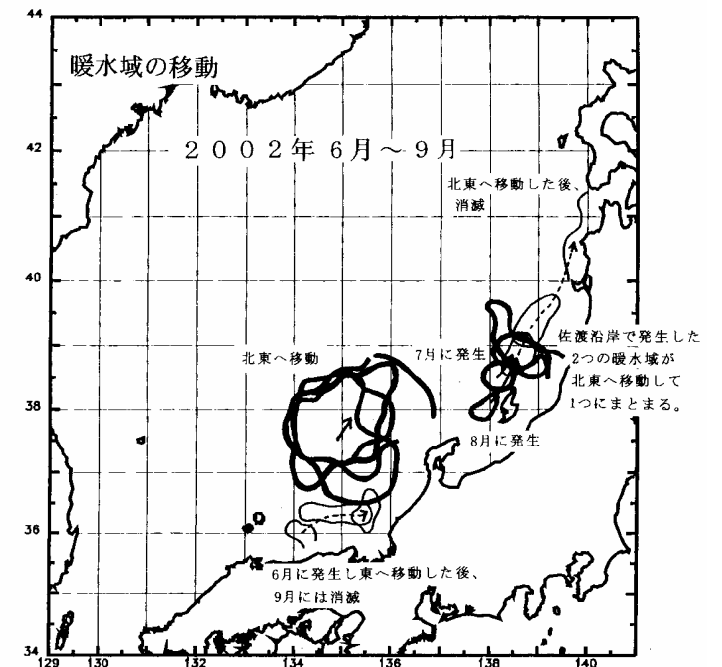 暖水域の移動
2002年 6月～9月
北東へ移動した後、
消滅
佐渡沿岸で発生した
2つの暖水域が
北東へ移動して
1つにまとまる。
7月に発生
北東へ移動
8月に発生
6月に発生し東へ移動した後、
9月には消滅
44
42
40
38
36
34
129 130 132 134 136 138 140 141